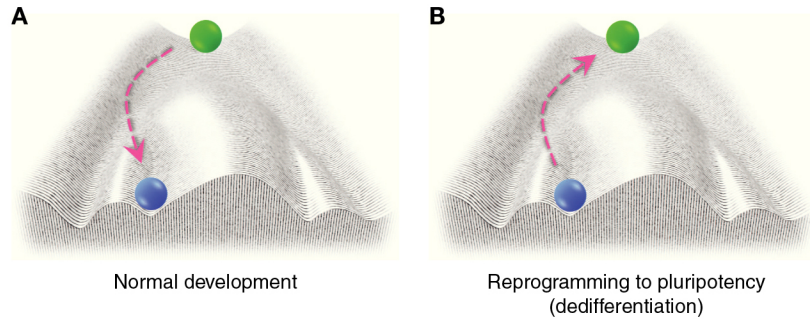 A
B
Normal development
Reprogramming to pluripotency
(dedifferentiation)